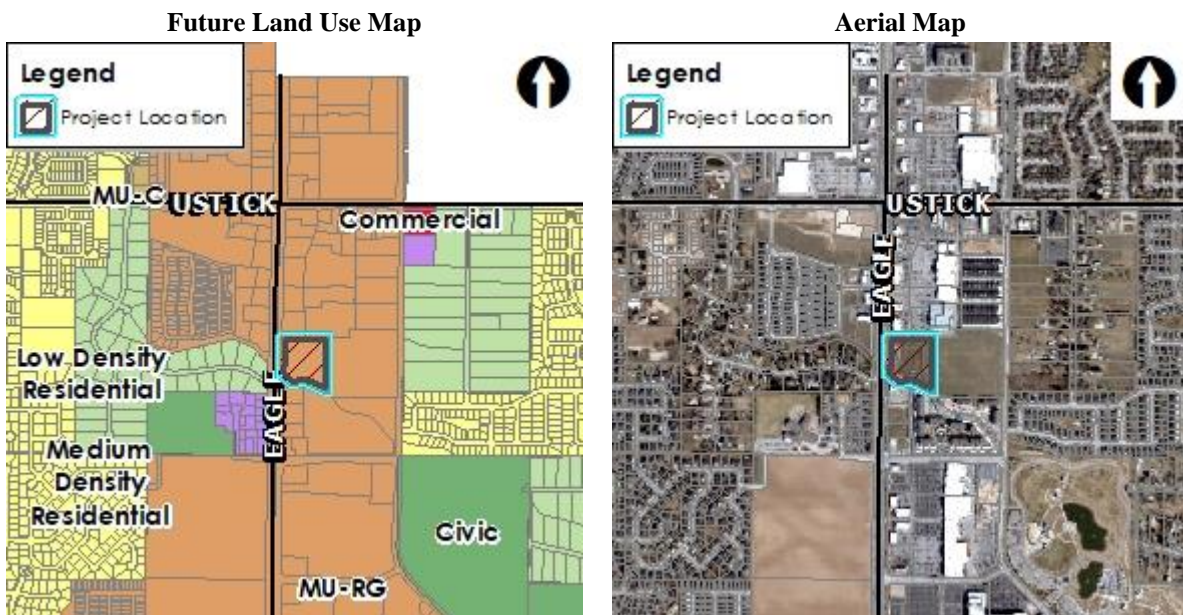 Future Land Use Map
Legend
Project Location
MU-C
USTICK
Commercial
Low Density
Residential
EAGLE
Medium
Density
Residential
Civic
MU-RG
Aerial Map
Legend
Project Location
USTICK
EAGLE